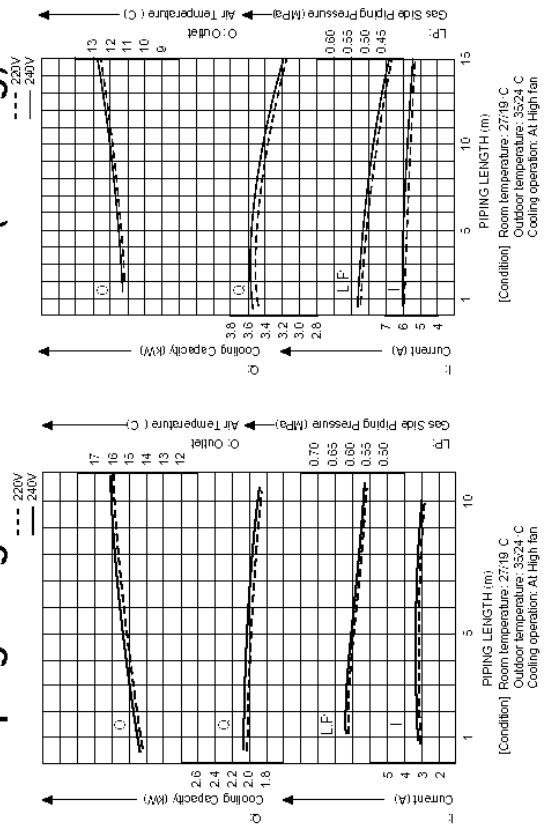 220V
240V
O: Outlet
Air Temperature ( C)
17
16
15
14
13
12
LP:
Gas Side Piping Pressure (MPa)
0.70
0.65
0.60
0.55
0.50
Q:
Cooling Capacity (kW)
2.6
2.4
2.2
2.0
1.8
I:
Current (A)
5
4
3
2
O
Q
L.P
I
1
5
10
PIPING LENGTH (m)
[Condition] Room temperature: 27/19 C
Outdoor temperature: 35/24 C
Cooling operation: At High fan
220V
240V
O: Outlet
Air Temperature ( C)
13
12
11
10
9
LP:
Gas Side Piping Pressure (MPa)
0.60
0.55
0.50
0.45
Q:
Cooling Capacity (kW)
3.8
3.6
3.4
3.2
3.0
2.8
I:
Current (A)
7
6
5
4
O
Q
L.P
I
1
5
10
15
PIPING LENGTH (m)
[Condition] Room temperature: 27/19 C
Outdoor temperature: 35/24 C
Cooling operation: At High fan